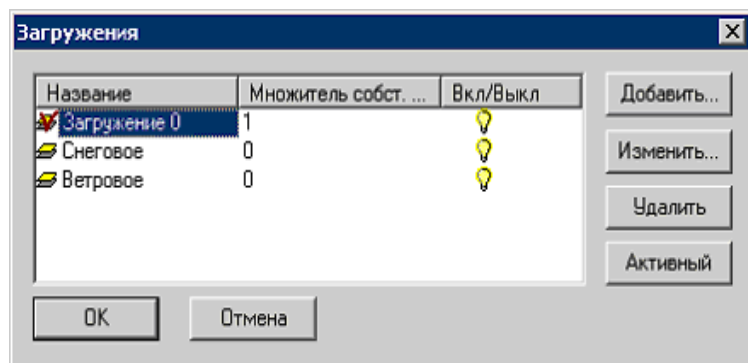 Загружения
Название Множитель собст. ... Вкл/Выкл
Загружение 0 1
Снеговое 0
Ветровое 0
Добавить...
Изменить...
Удалить
Активный
OK Отмена